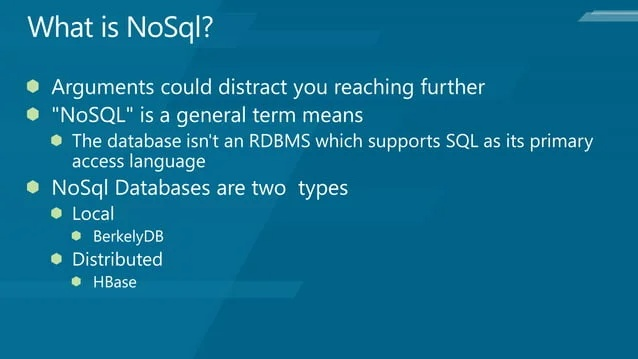 What is NoSql?
Arguments could distract you reaching further
"NoSQL" is a general term means
The database isn't an RDBMS which supports SQL as its primary
access language
NoSql Databases are two  types
Local
BerkelyDB
Distributed
HBase